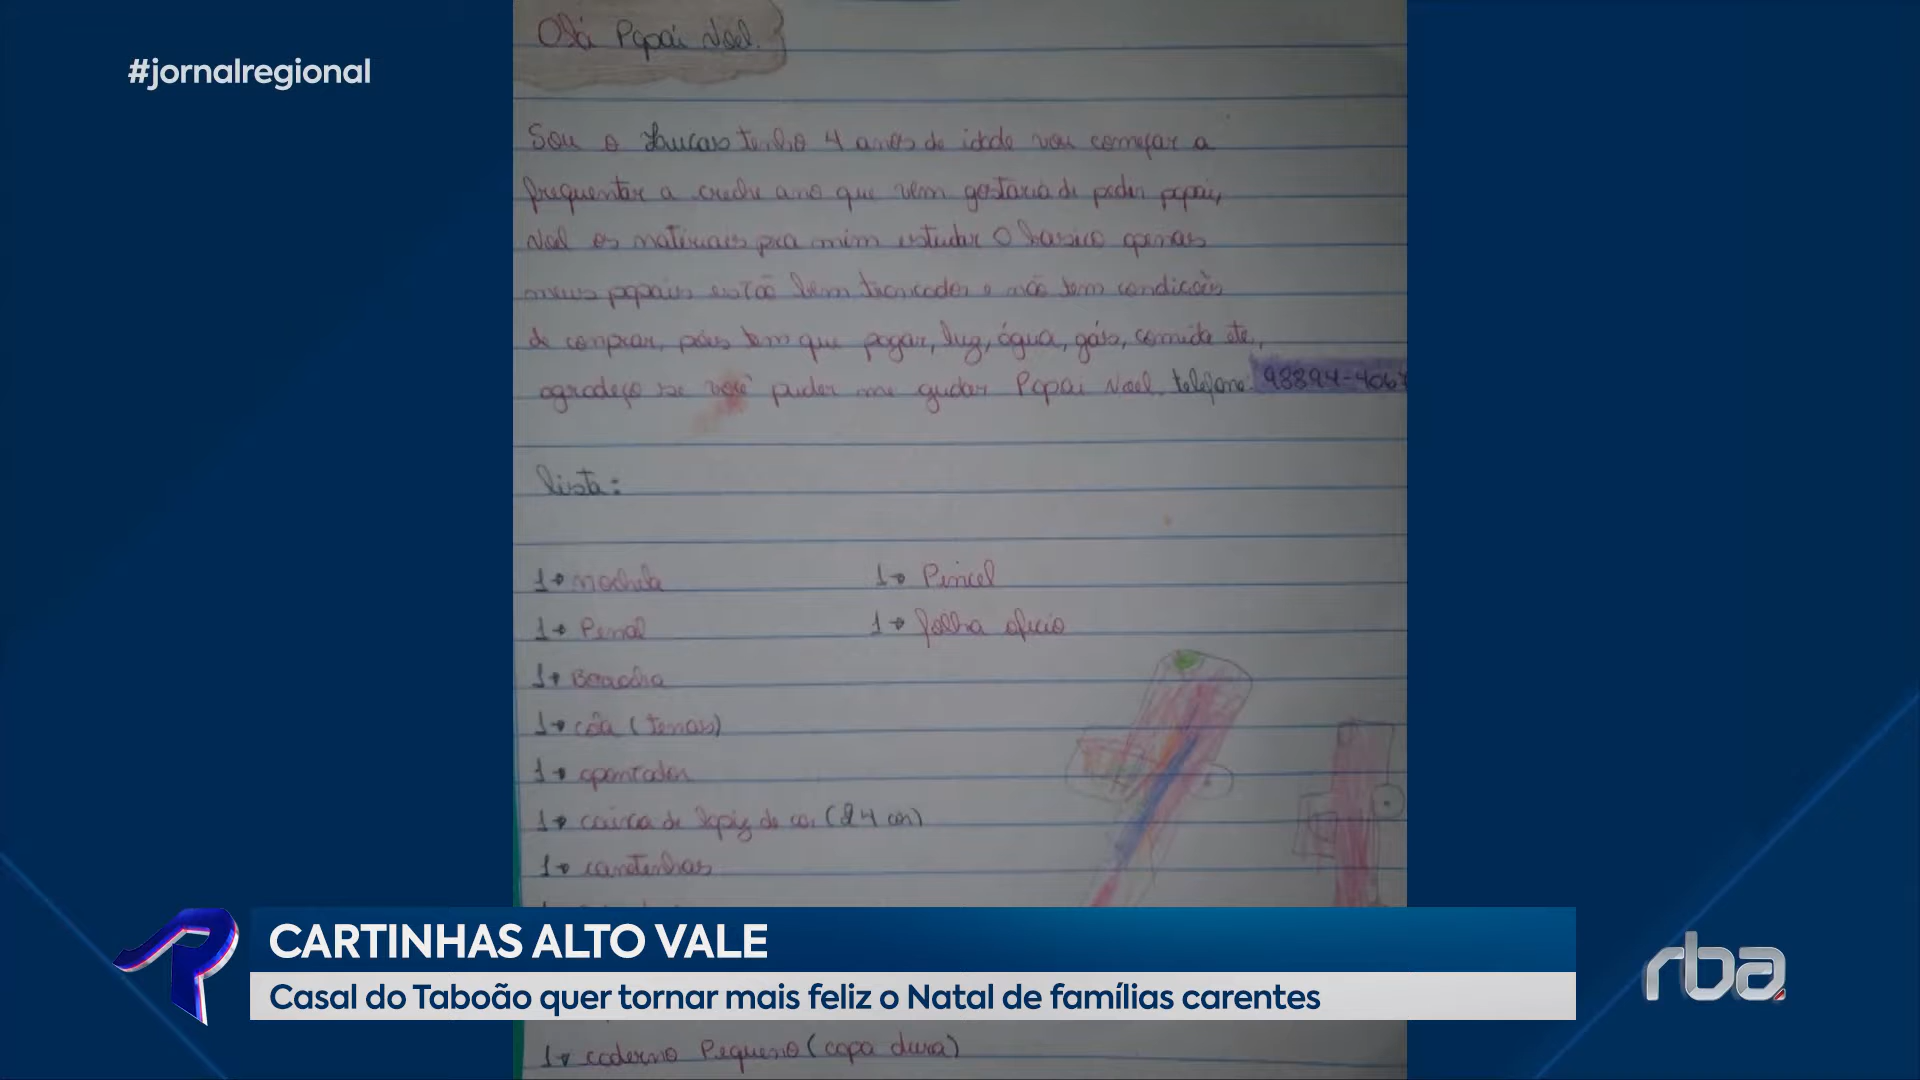 #jornalregional
Olá Papai Noel.
Sou o Lucas tenho 4 anos de idade vou começar a
frequentar a creche ano que vem gostaria de pedir papai,
Noel os materiais pra mim estudar O basico apenas
meus papais estão bem trancados e não tem condições
de comprar, pois tem que pagar, luz, água, gás, comida etc,
agradeço se você puder me ajudar Papai Noel. telefone: 98894-406
lista:
1→ mochila
1→ Pincel
1→ Penal
1→ folha oficio
1→ Borracha
1→ cola (tenas)
1→ apontador
1→ caixa de lapiz de cor (24 cor)
1→ canetinhas
CARTINHAS ALTO VALE
Casal do Taboão quer tornar mais feliz o Natal de famílias carentes
rba
1→ caderno Pequeno (capa dura)